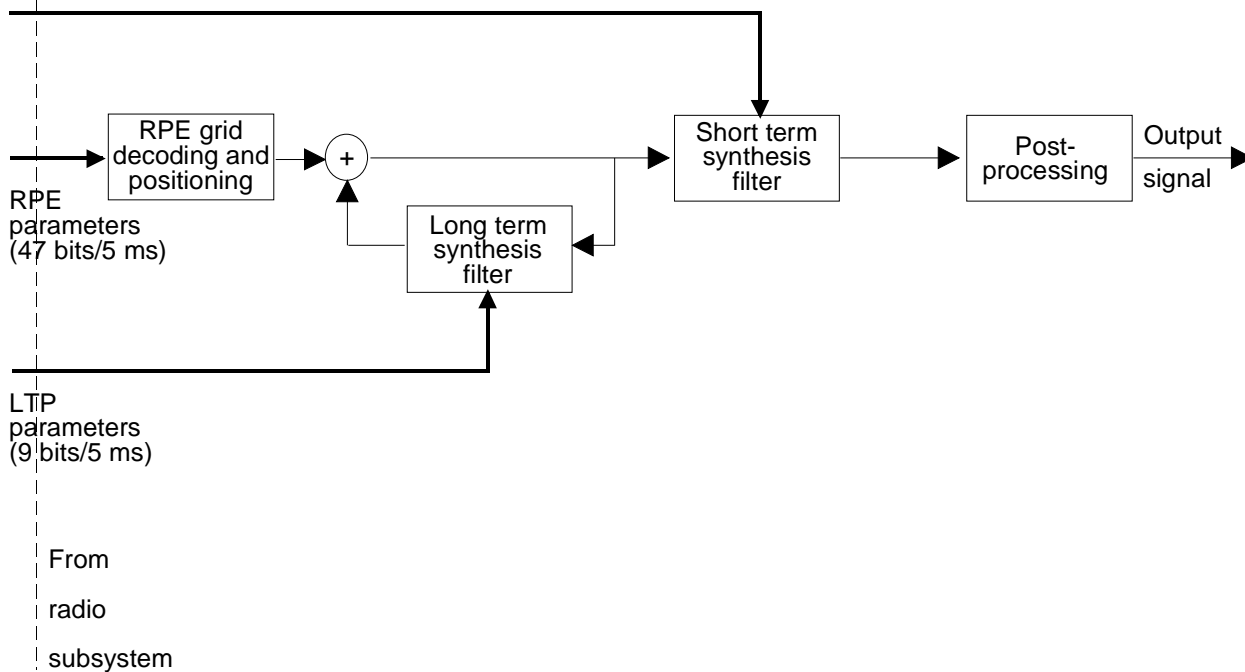 RPE grid
decoding and
positioning
+
Short term
synthesis
filter
Post-
processing
Output
signal
RPE
parameters
(47 bits/5 ms)
Long term
synthesis
filter
LTP
parameters
(9 bits/5 ms)
From
radio
subsystem